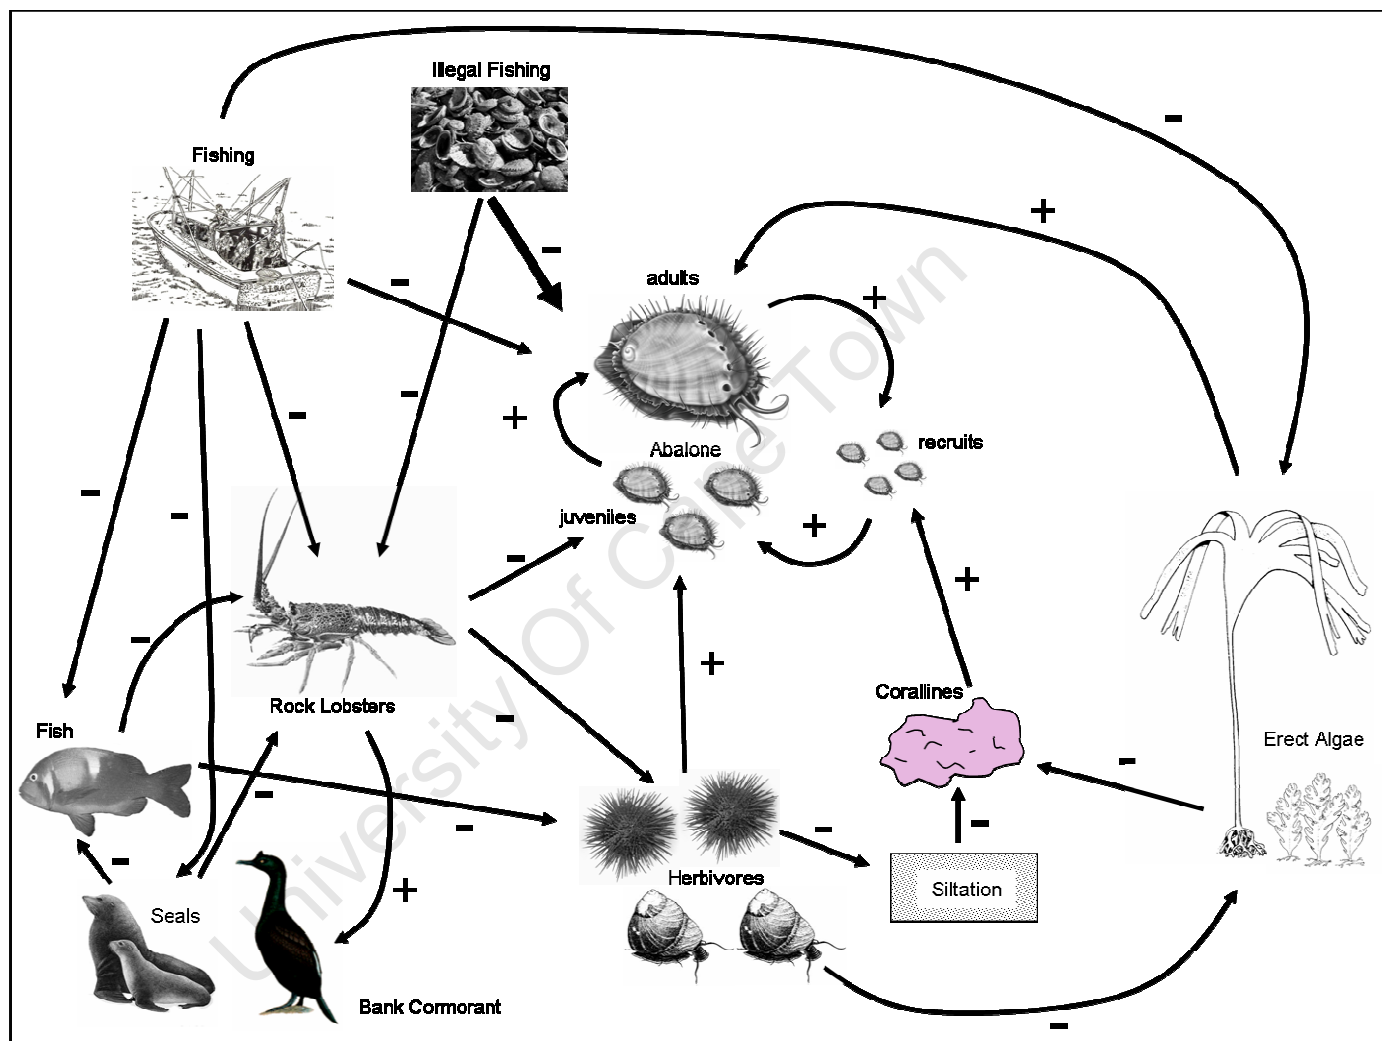 Illegal Fishing
-
Fishing
+
-
-
adults
+
-
-
-
+
Abalone
recruits
-
-
juveniles
+
-
+
-
+
Corallines
Rock Lobsters
-
Fish
Erect Algae
-
-
-
-
-
-
Herbivores
Siltation
+
Seals
Bank Cormorant
-
University Of Cape Town